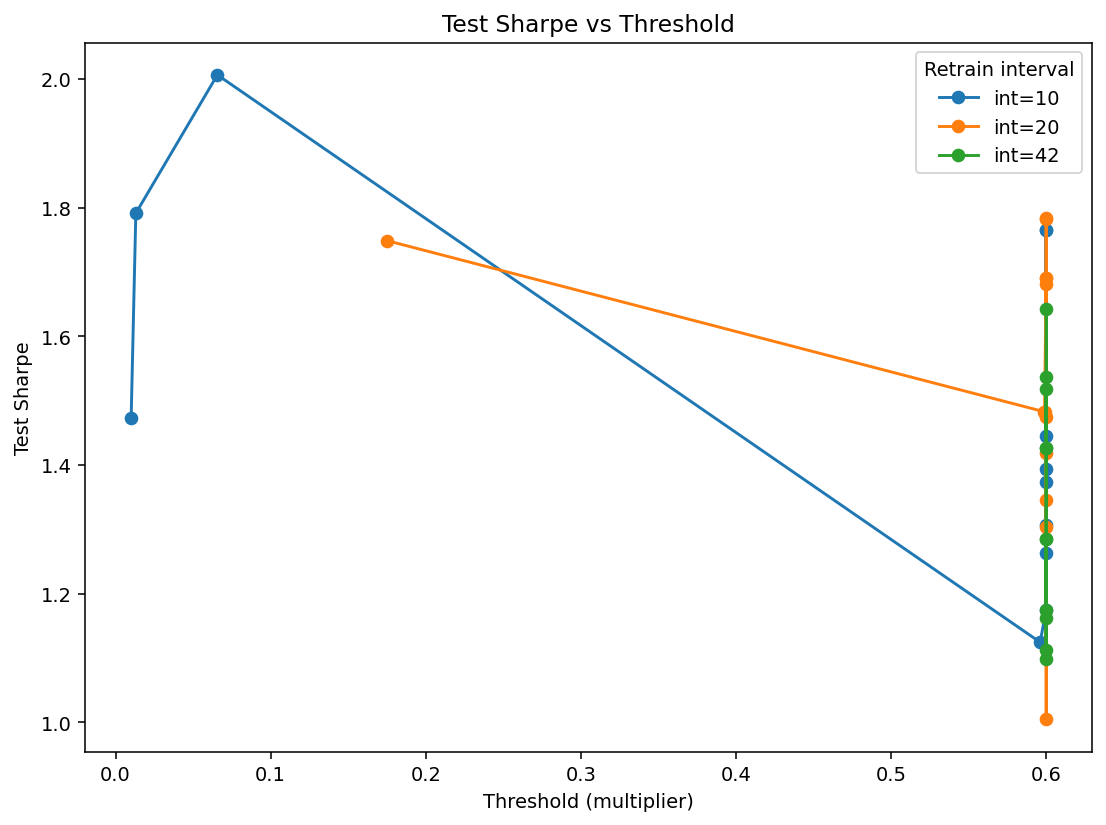 Test Sharpe vs Threshold
Retrain interval
int=10
int=20
int=42
Test Sharpe
2.0
1.8
1.6
1.4
1.2
1.0
0.0 0.1 0.2 0.3 0.4 0.5 0.6
Threshold (multiplier)